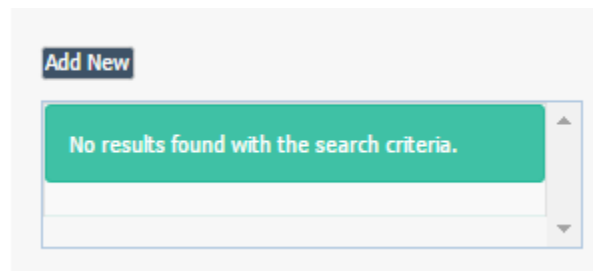 Add New
No results found with the search criteria.